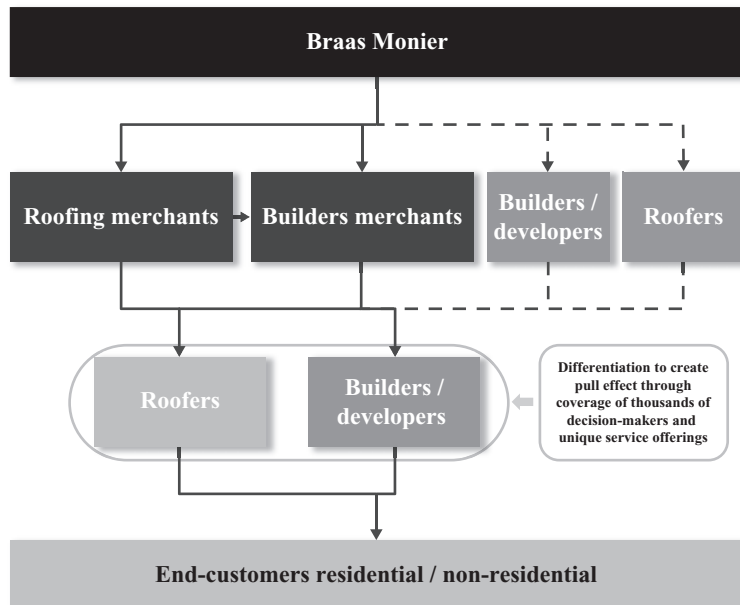 Braas Monier
Roofing merchants
Builders merchants
Builders /
developers
Roofers
Roofers
Builders /
developers
Differentiation to create
pull effect through
coverage of thousands of
decision-makers and
unique service offerings
End-customers residential / non-residential